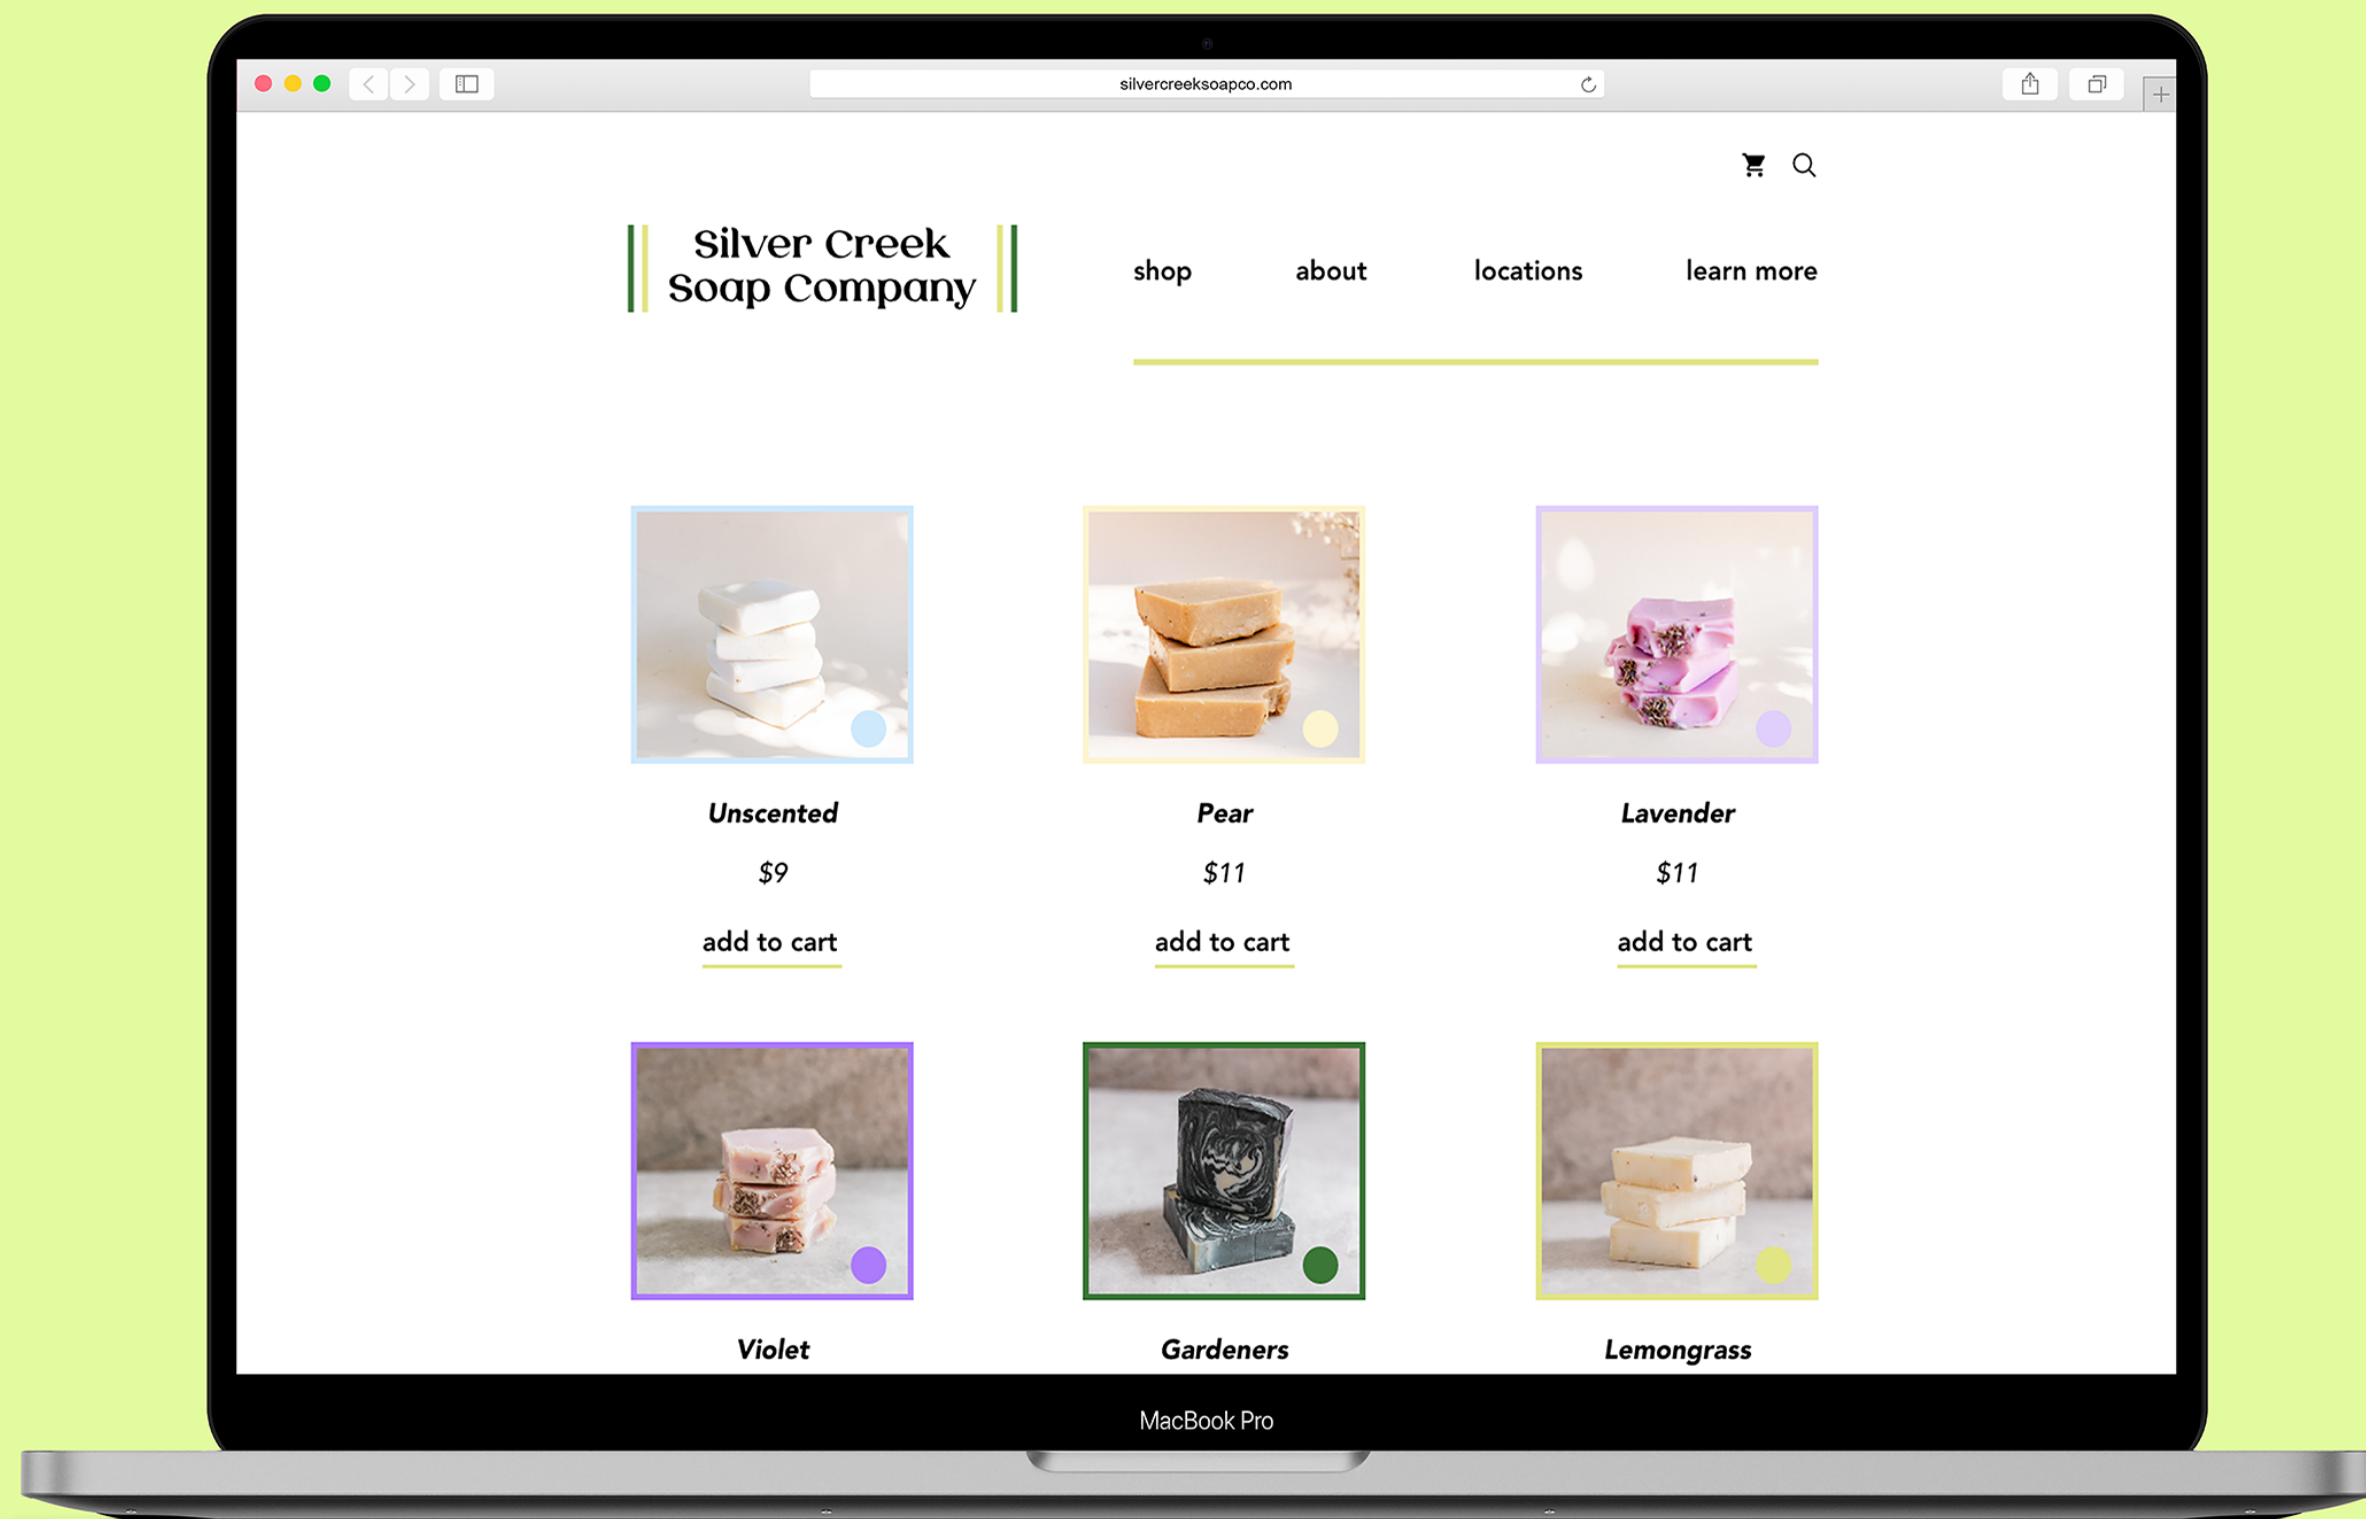 silvercreeksoapco.com
Silver Creek
Soap Company
shop about locations learn more
Unscented Pear Lavender
$9 $11 $11
add to cart add to cart add to cart
Violet Gardeners Lemongrass
MacBook Pro